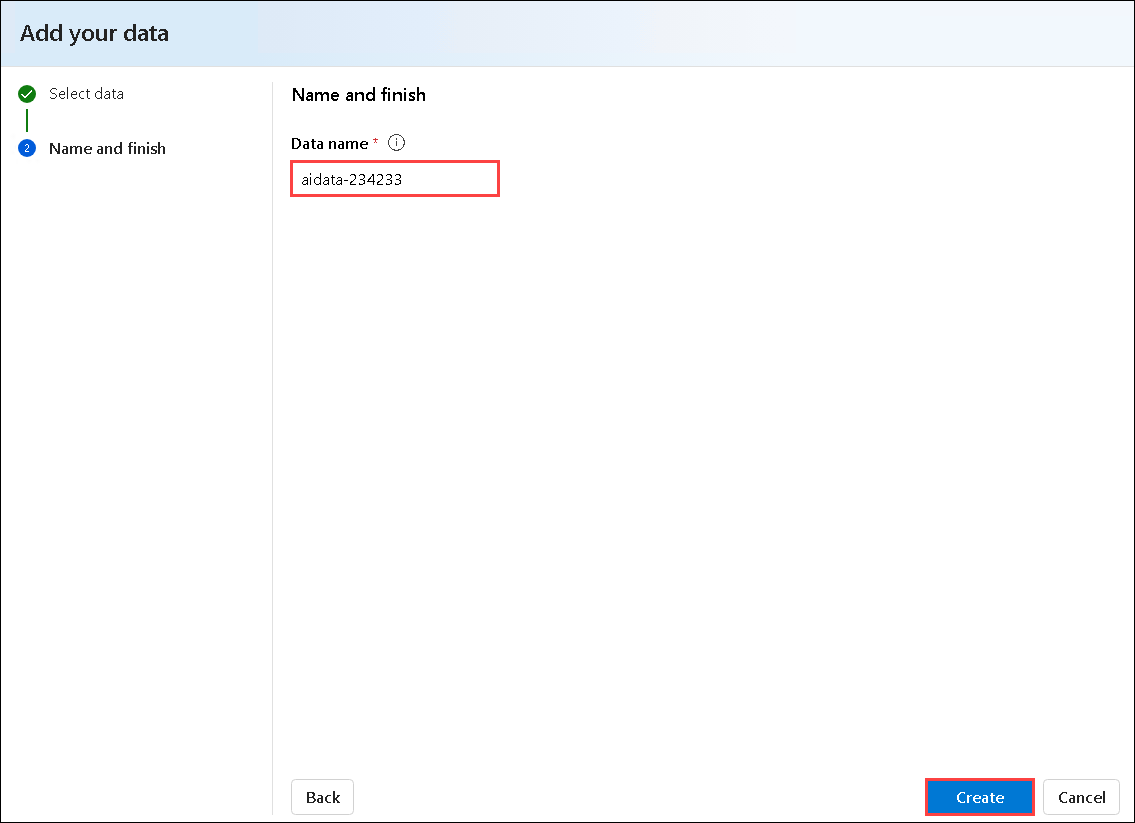 Add your data
Select data
2
Name and finish
Name and finish
Data name *
aidata-234233
Back
Create
Cancel